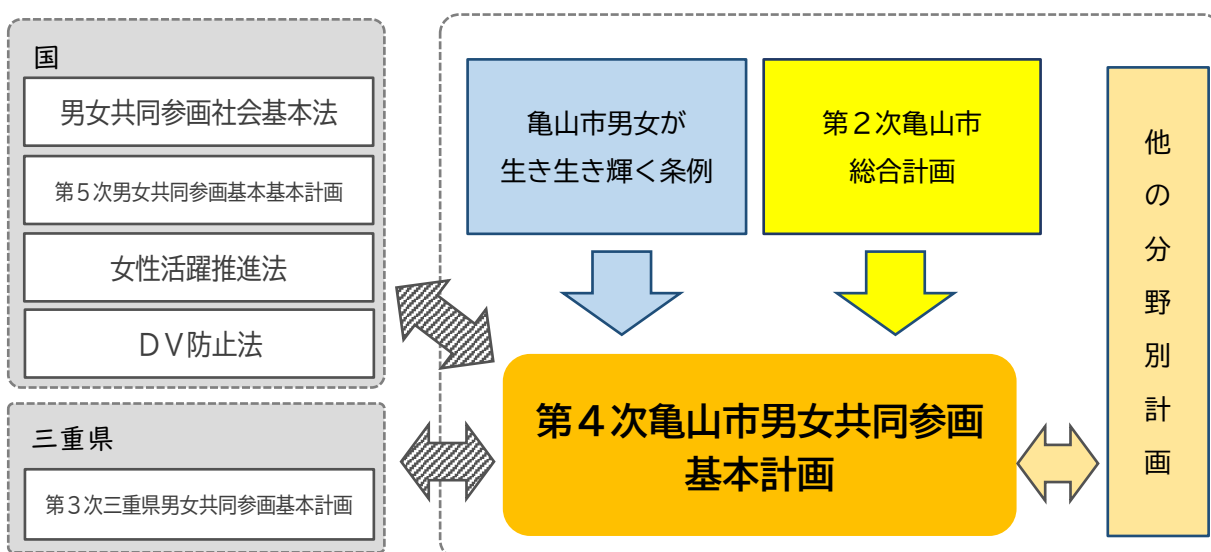 国
男女共同参画社会基本法
第５次男女共同参画基本基本計画
女性活躍推進法
ＤＶ防止法
三重県
第３次三重県男女共同参画基本計画
亀山市男女が
生き生き輝く条例
第２次亀山市
総合計画
第４次亀山市男女共同参画
基本計画
他の分野別計画